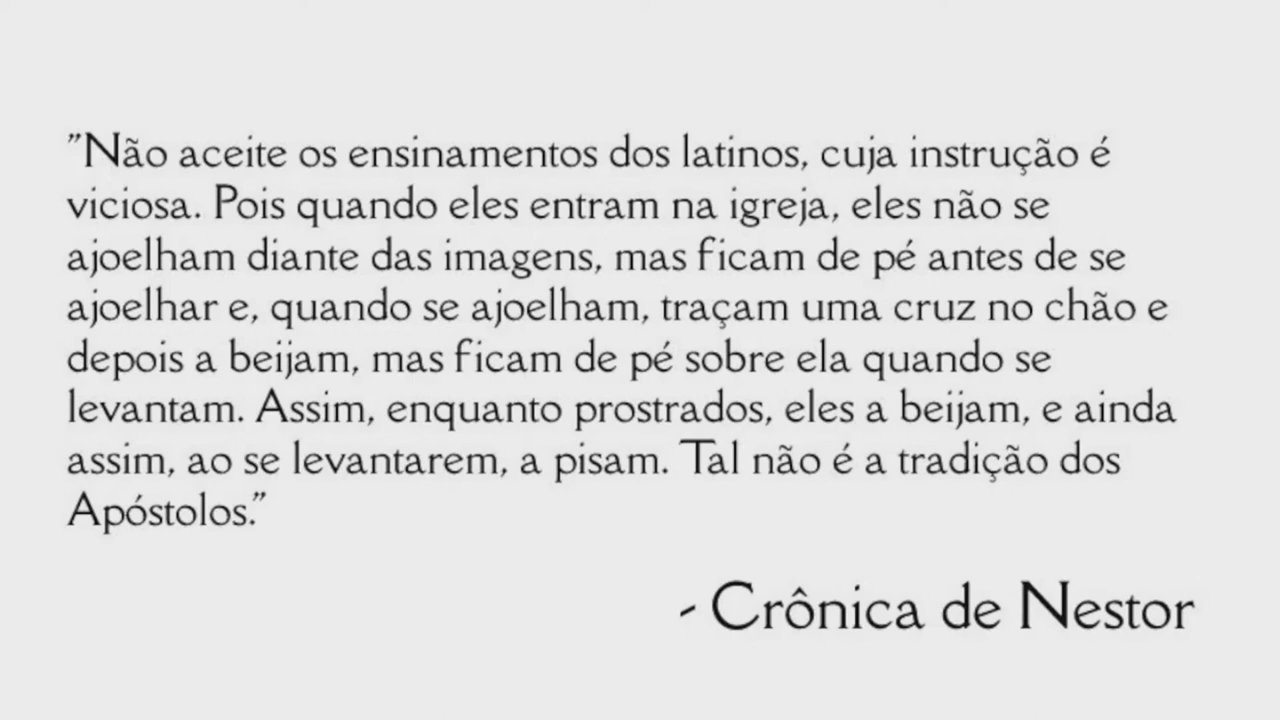 ”Não aceite os ensinamentos dos latinos, cuja instrução é
viciosa. Pois quando eles entram na igreja, eles não se
ajoelham diante das imagens, mas ficam de pé antes de se
ajoelhar e, quando se ajoelham, traçam uma cruz no chão e
depois a beijam, mas ficam de pé sobre ela quando se
levantam. Assim, enquanto prostrados, eles a beijam, e ainda
assim, ao se levantarem, a pisam. Tal não é a tradição dos
Apóstolos.”
- Crônica de Nestor